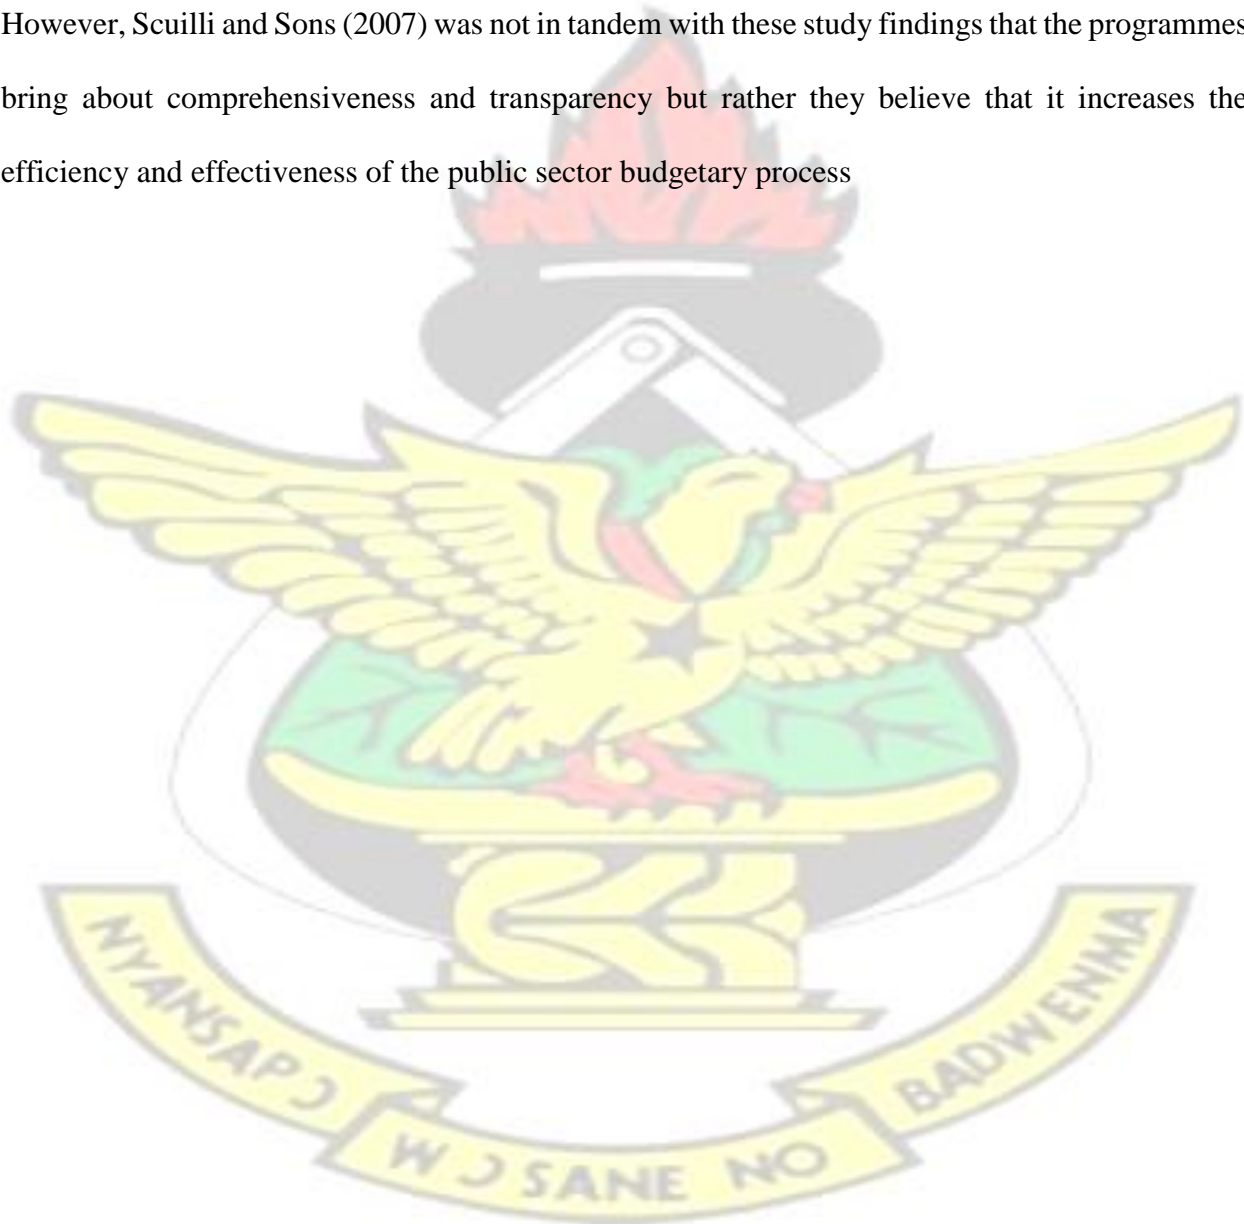 However, Scuilli and Sons (2007) was not in tandem with these study findings that the programmes
bring about comprehensiveness and transparency but rather they believe that it increases the
efficiency and effectiveness of the public sector budgetary process
NYANSAPƆ
WƆSANE NO
BADWENMA